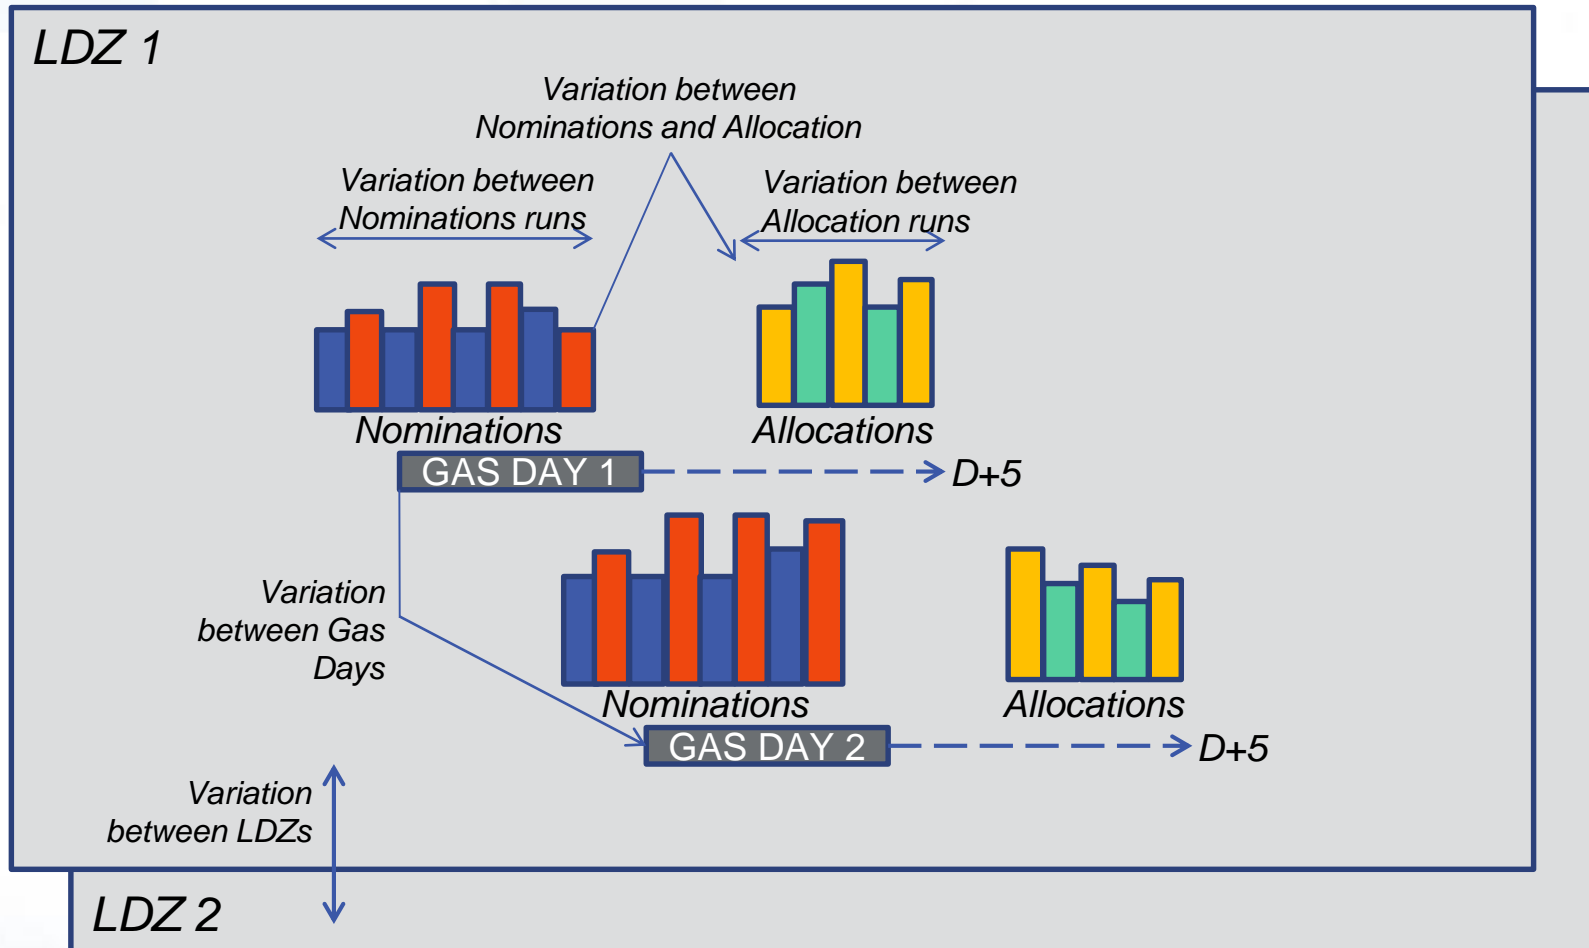 LDZ 1
Variation between
Nominations and Allocation
Variation between
Nominations runs
Variation between
Allocation runs
Nominations
Allocations
GAS DAY 1
D+5
Variation
between Gas
Days
Nominations
Allocations
GAS DAY 2
D+5
Variation
between LDZs
LDZ 2